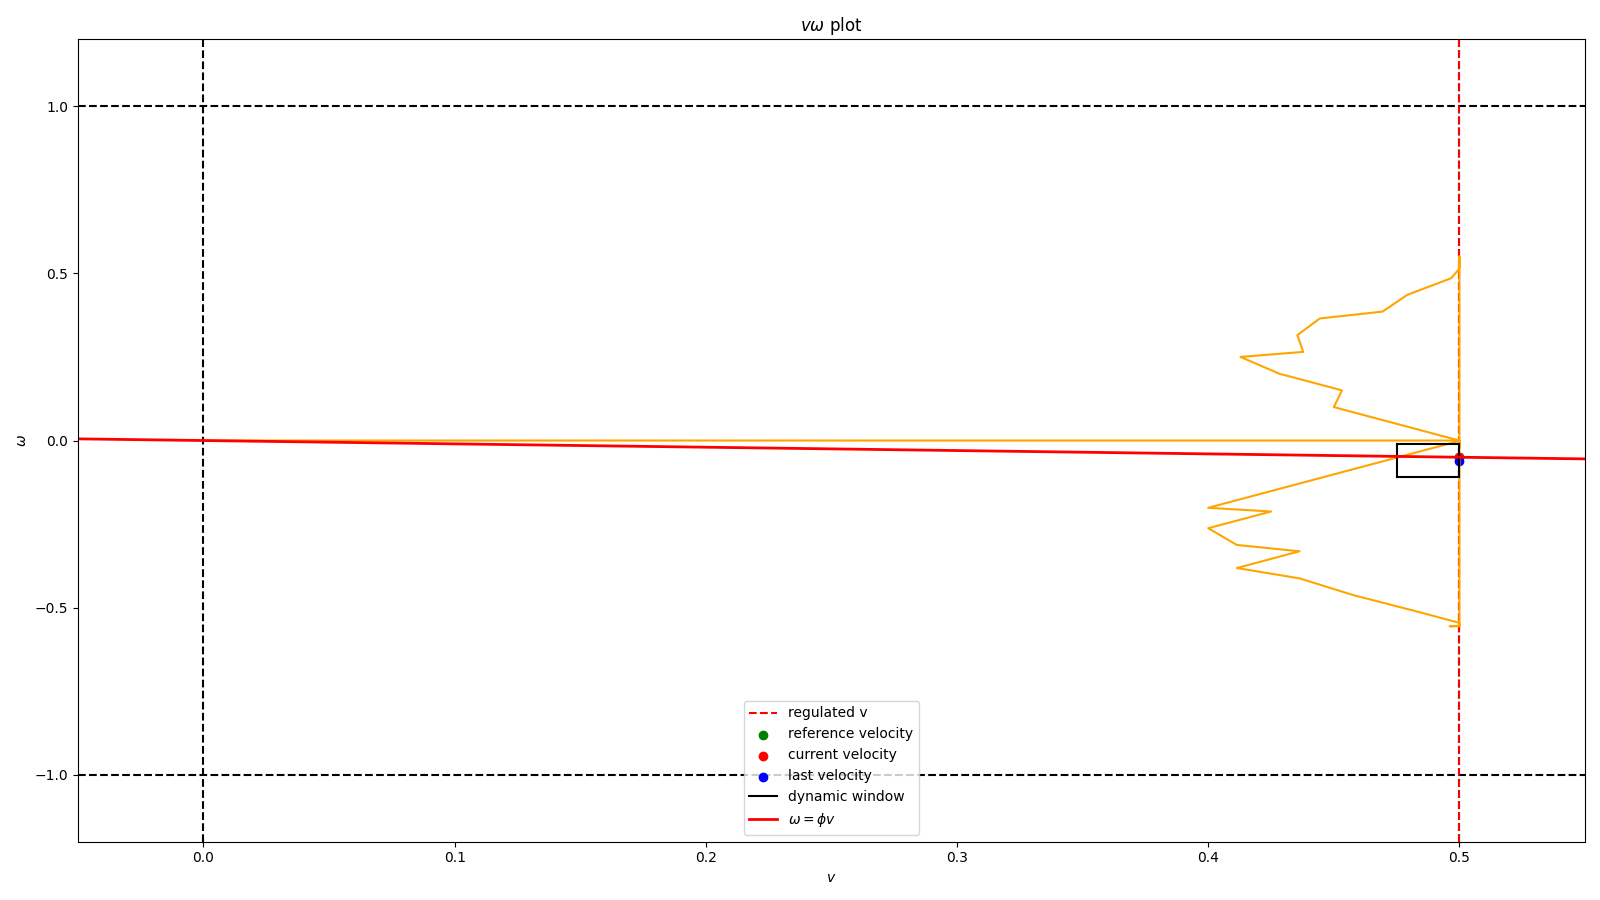 vω plot
1.0
0.5
0.0
−0.5
−1.0
ω
0.0 0.1 0.2 0.3 0.4 0.5
v
regulated v
reference velocity
current velocity
last velocity
dynamic window
ω = ϕv